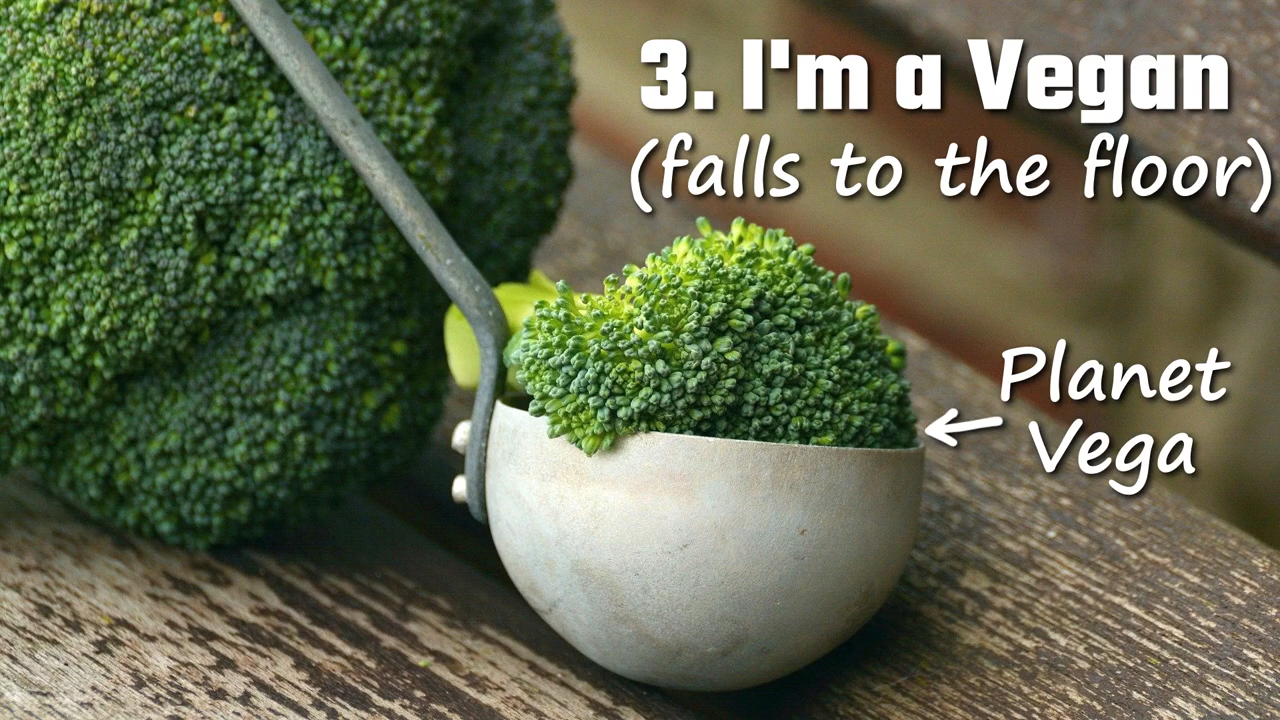 3. I'm a Vegan
(falls to the floor)
Planet
Vega